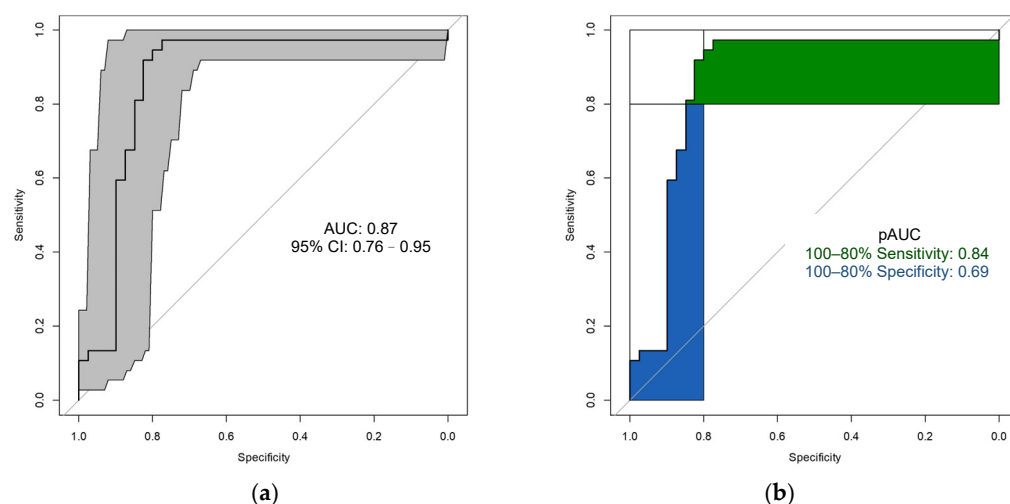 1.0
0.8
0.6
0.4
0.2
0.0
Sensitivity
AUC: 0.87
95% CI: 0.76 – 0.95
1.0 0.8 0.6 0.4 0.2 0.0
Specificity
(a)
1.0
0.8
0.6
0.4
0.2
0.0
Sensitivity
pAUC
100–80% Sensitivity: 0.84
100–80% Specificity: 0.69
1.0 0.8 0.6 0.4 0.2 0.0
Specificity
(b)